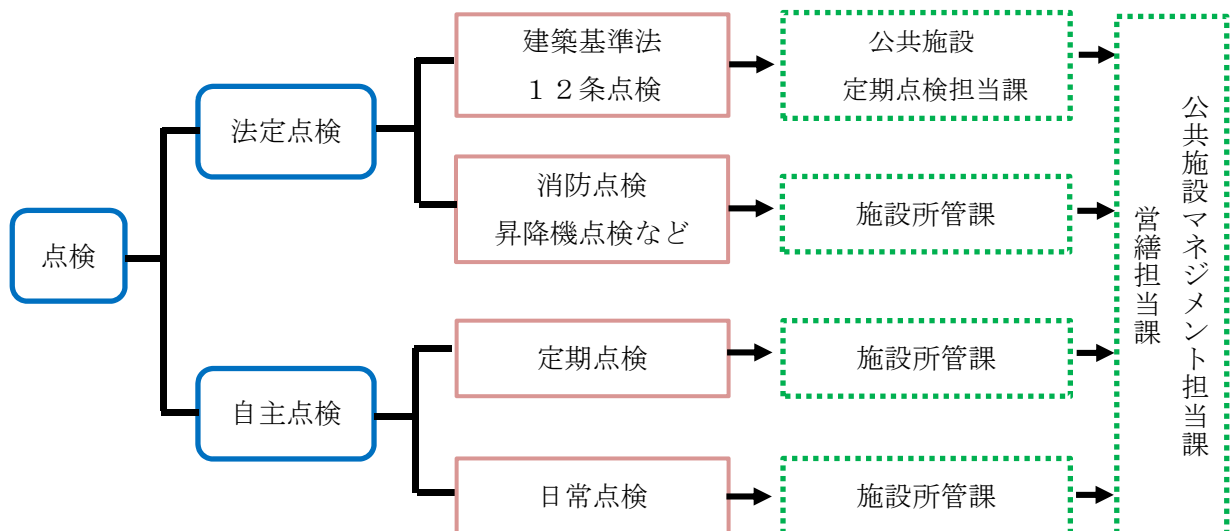 点検
法定点検
建築基準法
１２条点検
公共施設
定期点検担当課
消防点検
昇降機点検など
施設所管課
自主点検
定期点検
施設所管課
日常点検
施設所管課
公共施設マネジメント担当課
営繕担当課